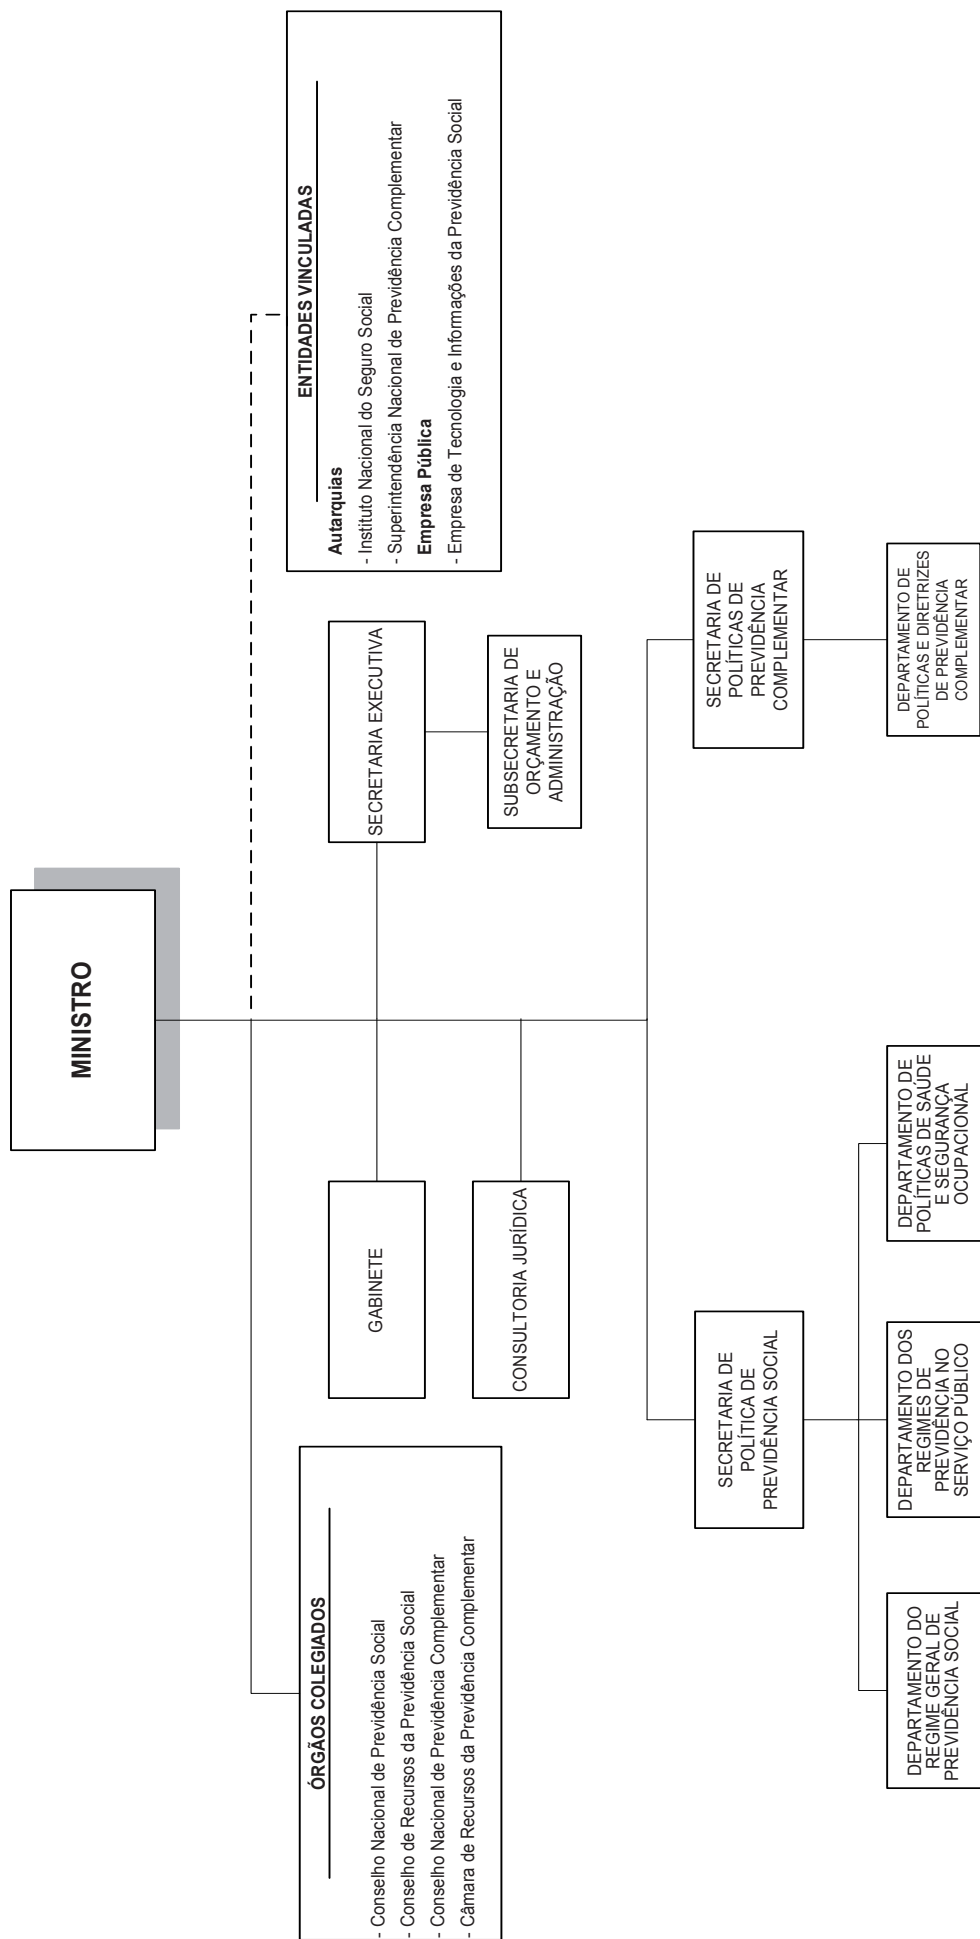 MINISTRO
ÓRGÃOS COLEGIADOS
- Conselho Nacional de Previdência Social
- Conselho de Recursos da Previdência Social
- Conselho Nacional de Previdência Complementar
- Câmara de Recursos da Previdência Complementar
ENTIDADES VINCULADAS
Autarquias
- Instituto Nacional do Seguro Social
- Superintendência Nacional de Previdência Complementar
Empresa Pública
- Empresa de Tecnologia e Informações da Previdência Social
GABINETE
SECRETARIA EXECUTIVA
CONSULTORIA JURÍDICA
SUBSECRETARIA DE
ORÇAMENTO E
ADMINISTRAÇÃO
SECRETARIA DE
POLÍTICA DE
PREVIDÊNCIA SOCIAL
SECRETARIA DE
POLÍTICAS DE
PREVIDÊNCIA
COMPLEMENTAR
DEPARTAMENTO DO
REGIME GERAL DE
PREVIDÊNCIA SOCIAL
DEPARTAMENTO DOS
REGIMES DE
PREVIDÊNCIA NO
SERVIÇO PÚBLICO
DEPARTAMENTO DE
POLÍTICAS DE SAÚDE
E SEGURANÇA
OCUPACIONAL
DEPARTAMENTO DE
POLÍTICAS E DIRETRIZES
DE PREVIDÊNCIA
COMPLEMENTAR